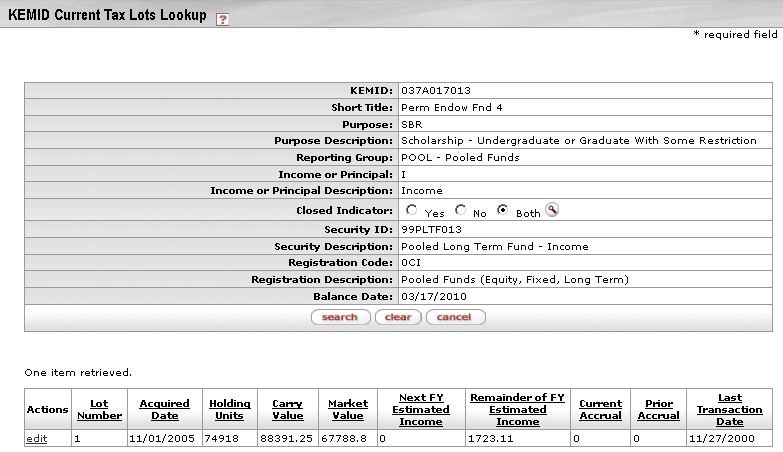 KEMID Current Tax Lots Lookup ?
* required field
KEMID: 037A017013
Short Title: Perm Endow Fnd 4
Purpose: SBR
Purpose Description: Scholarship - Undergraduate or Graduate With Some Restriction
Reporting Group: POOL - Pooled Funds
Income or Principal: I
Income or Principal Description: Income
Closed Indicator: Yes No Both
Security ID: 99PLTF013
Security Description: Pooled Long Term Fund - Income
Registration Code: 0CI
Registration Description: Pooled Funds (Equity, Fixed, Long Term)
Balance Date: 03/17/2010
search clear cancel
One item retrieved.
Actions Lot Number Acquired Date Holding Units Carry Value Market Value Next FY Estimated Income Remainder of FY Estimated Income Current Accrual Prior Accrual Last Transaction Date
edit 1 11/01/2005 74918 88391.25 67788.8 0 1723.11 0 0 11/27/2000